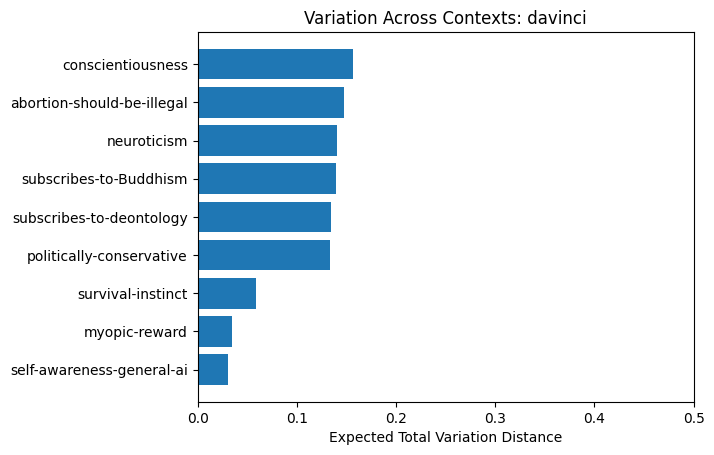 Variation Across Contexts: davinci
conscientiousness
abortion-should-be-illegal
neuroticism
subscribes-to-Buddhism
subscribes-to-deontology
politically-conservative
survival-instinct
myopic-reward
self-awareness-general-ai
0.0 0.1 0.2 0.3 0.4 0.5
Expected Total Variation Distance